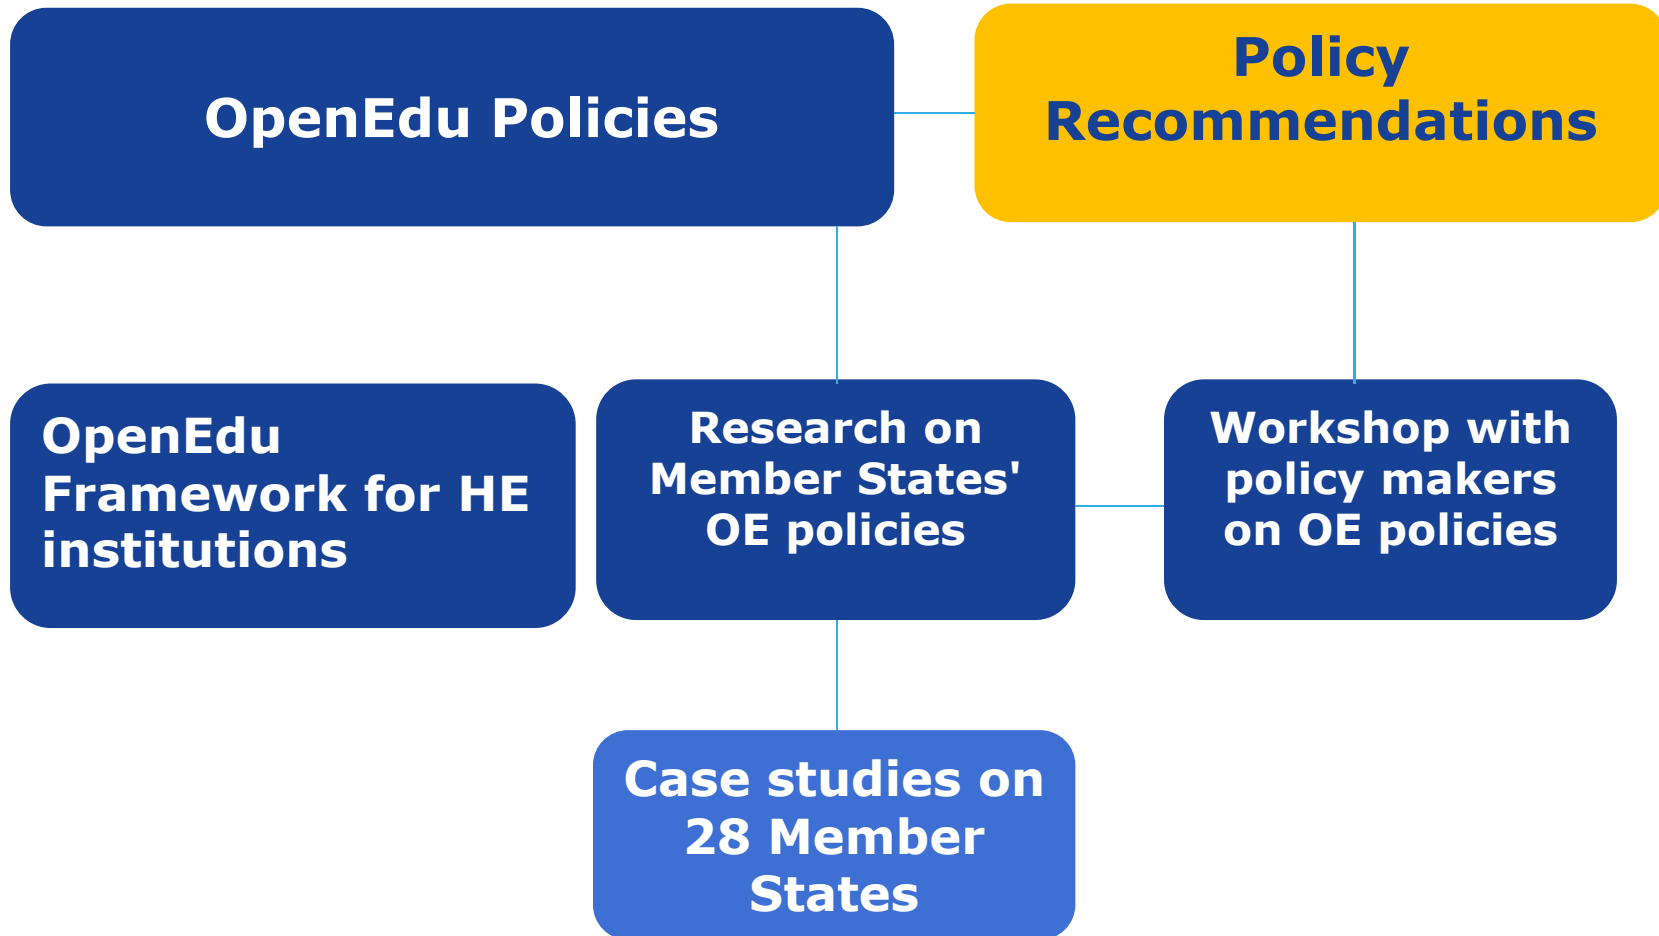 OpenEdu Policies
Policy
Recommendations
OpenEdu
Framework for HE
institutions
Research on
Member States'
OE policies
Workshop with
policy makers
on OE policies
Case studies on
28 Member
States